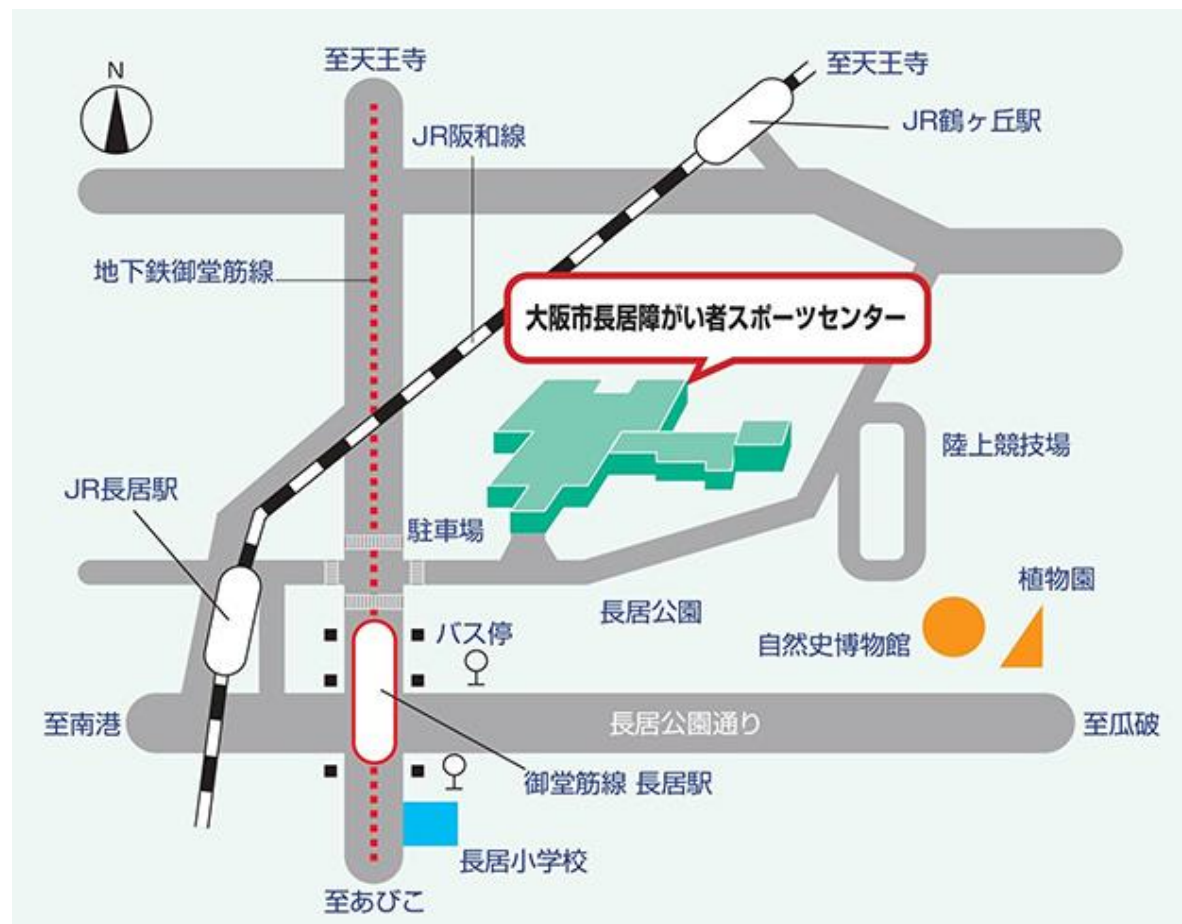 至天王寺
至天王寺
N
JR鶴ヶ丘駅
JR阪和線
地下鉄御堂筋線
大阪市長居障がい者スポーツセンター
陸上競技場
JR長居駅
駐車場
植物園
長居公園
バス停
自然史博物館
至南港
長居公園通り
至瓜破
御堂筋線 長居駅
長居小学校
至あびこ